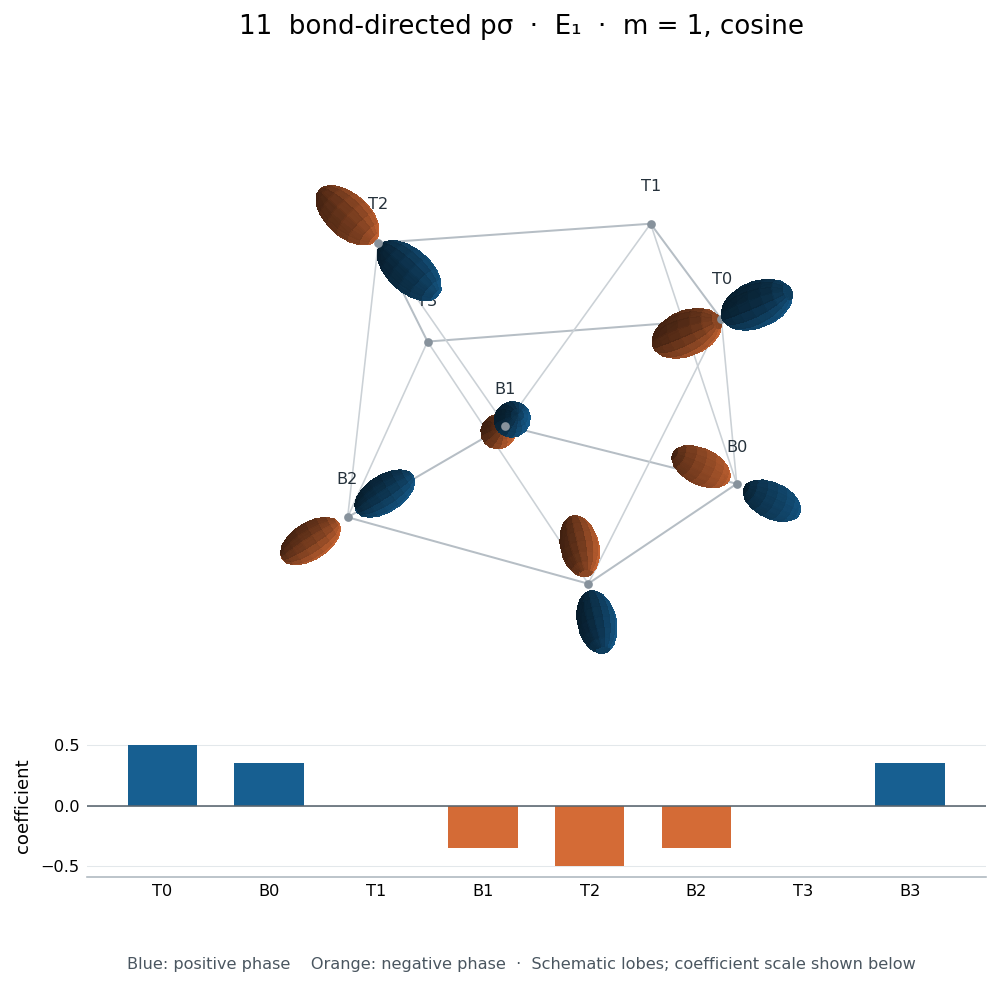 11 bond-directed pσ · E₁ · m = 1, cosine
T1
T2
T0
T3
B1
B0
B2
coefficient
0.5
0.0
−0.5
T0 B0 T1 B1 T2 B2 T3 B3
Blue: positive phase Orange: negative phase · Schematic lobes; coefficient scale shown below